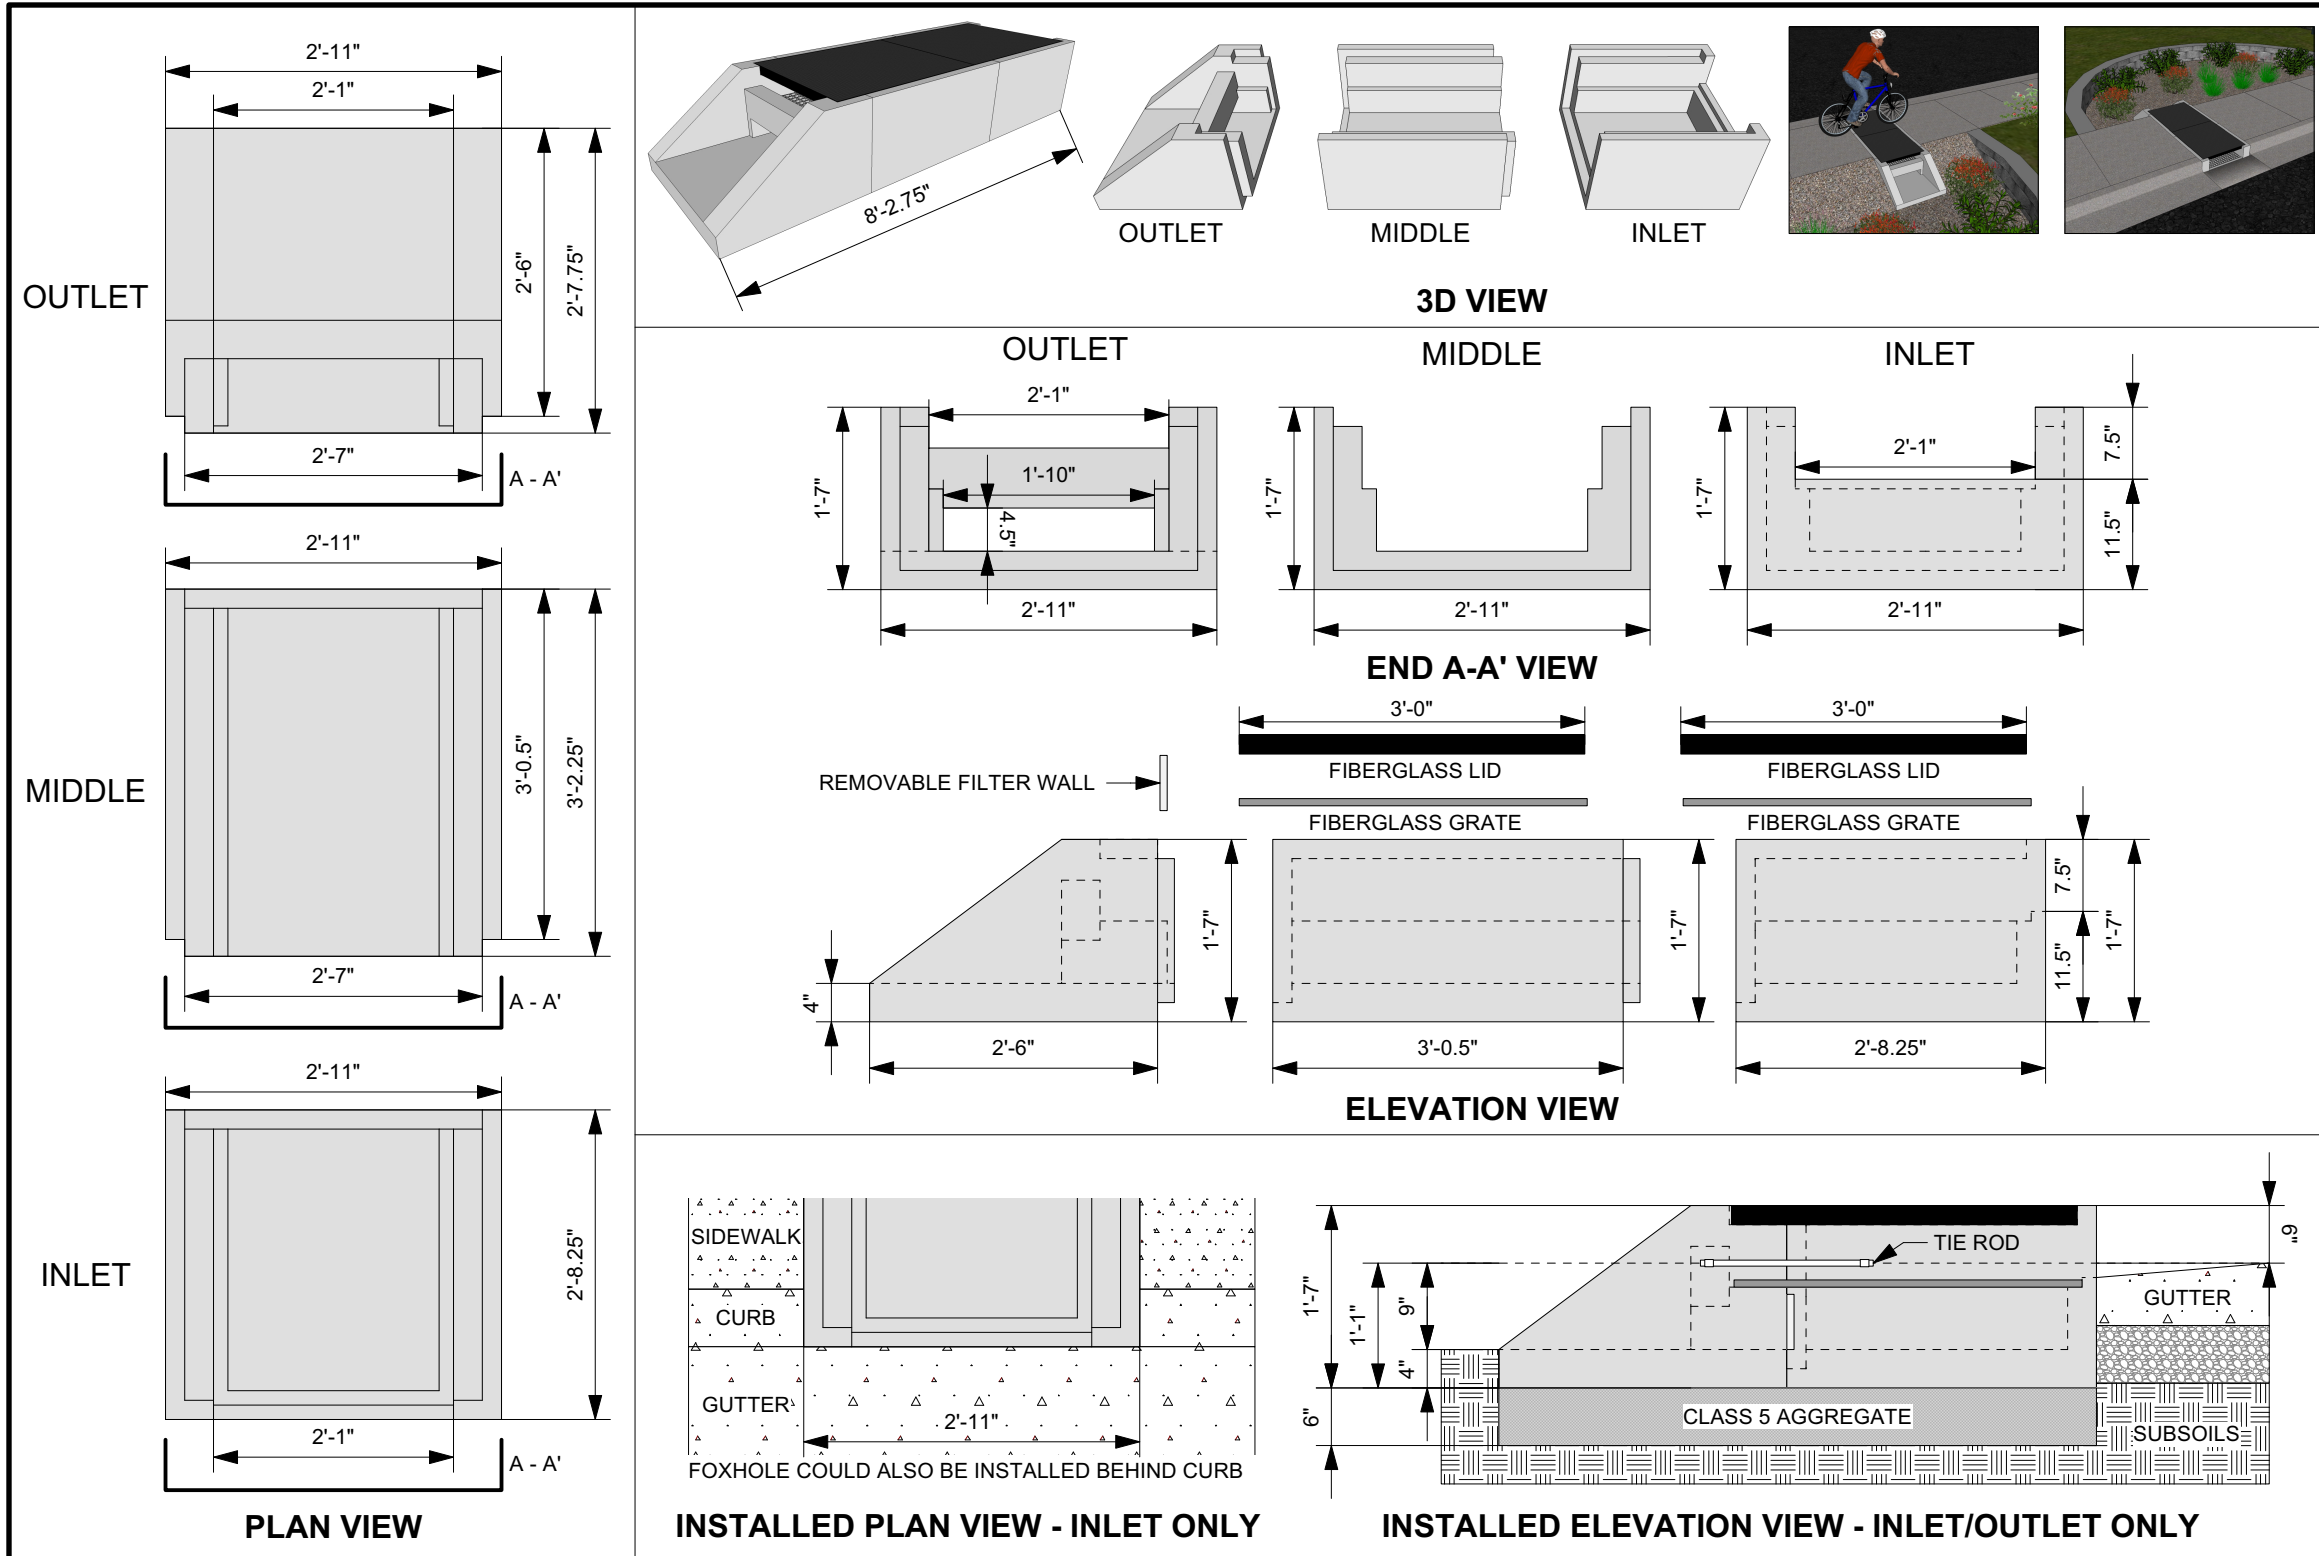 2'-11"
2'-1"
OUTLET
2'-6"
2'-7.75"
2'-7"
A - A'
2'-11"
MIDDLE
3'-0.5"
3'-2.25"
2'-7"
A - A'
2'-11"
INLET
2'-8.25"
2'-1"
A - A'
PLAN VIEW
8'-2.75"
OUTLET
MIDDLE
INLET
3D VIEW
OUTLET
MIDDLE
INLET
2'-1"
1'-10"
4.5"
1'-7"
2'-11"
1'-7"
2'-11"
2'-1"
1'-7"
7.5"
11.5"
2'-11"
END A-A' VIEW
3'-0"
3'-0"
REMOVABLE FILTER WALL
FIBERGLASS LID
FIBERGLASS LID
FIBERGLASS GRATE
FIBERGLASS GRATE
4"
1'-7"
2'-6"
1'-7"
3'-0.5"
7.5"
11.5"
1'-7"
2'-8.25"
ELEVATION VIEW
SIDEWALK
CURB
GUTTER
2'-11"
FOXHOLE COULD ALSO BE INSTALLED BEHIND CURB
INSTALLED PLAN VIEW - INLET ONLY
1'-7"
1'-1"
9"
4"
6"
TIE ROD
6"
GUTTER
CLASS 5 AGGREGATE
SUBSOILS
INSTALLED ELEVATION VIEW - INLET/OUTLET ONLY